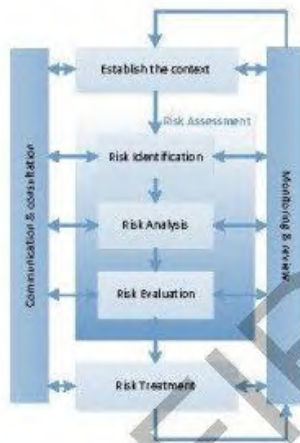 Establish the context
Risk Assessment
Risk Identification
Communication & consultation
Monitoring & review
Risk Analysis
Risk Evaluation
Risk Treatment